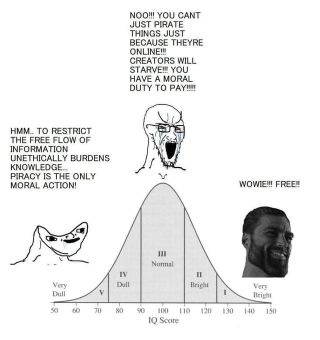 NOO!!! YOU CANT
JUST PIRATE
THINGS JUST
BECAUSE THEYRE
ONLINE!!!
CREATORS WILL
STARVE!!! YOU
HAVE A MORAL
DUTY TO PAY!!!!!
HMM.. TO RESTRICT
THE FREE FLOW OF
INFORMATION
UNETHICALLY BURDENS
KNOWLEDGE...
PIRACY IS THE ONLY
MORAL ACTION!
WOWIE!!! FREE!!
III
Normal
IV
Dull
II
Bright
Very
Dull
V
I
Very
Bright
50 60 70 80 90 100 110 120 130 140 150
IQ Score